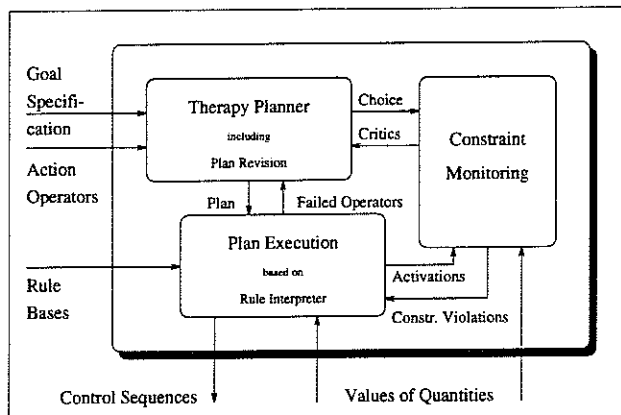 Goal
Specifi-
cation
Action
Operators
Rule
Bases
Therapy Planner
including
Plan Revision
Choice
Critics
Constraint
Monitoring
Plan
Failed Operators
Plan Execution
based on
Rule Interpreter
Activations
Constr. Violations
Control Sequences
Values of Quantities